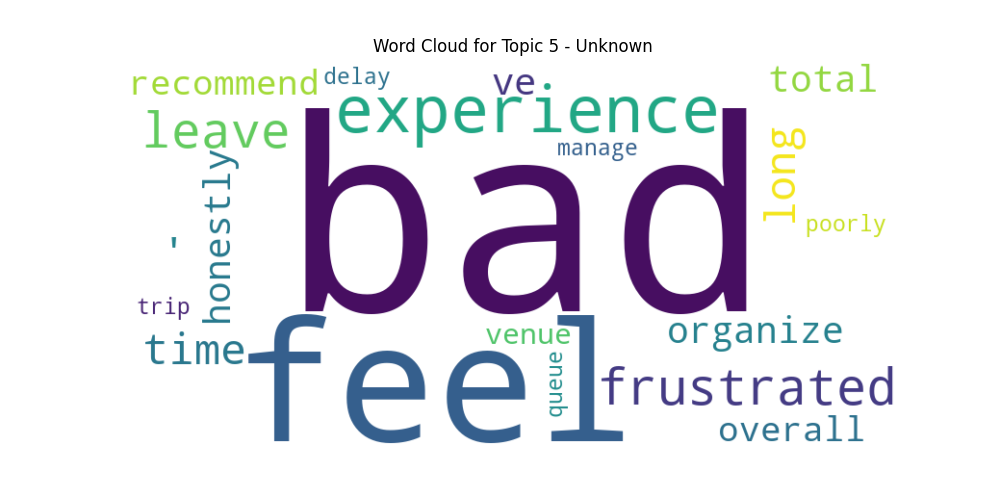 Word Cloud for Topic 5 - Unknown
recommend
delay
ve
total
experience
leave
manage
bad
long
honestly
poorly
'
trip
time
feel
venue
queue
organize
frustrated
overall